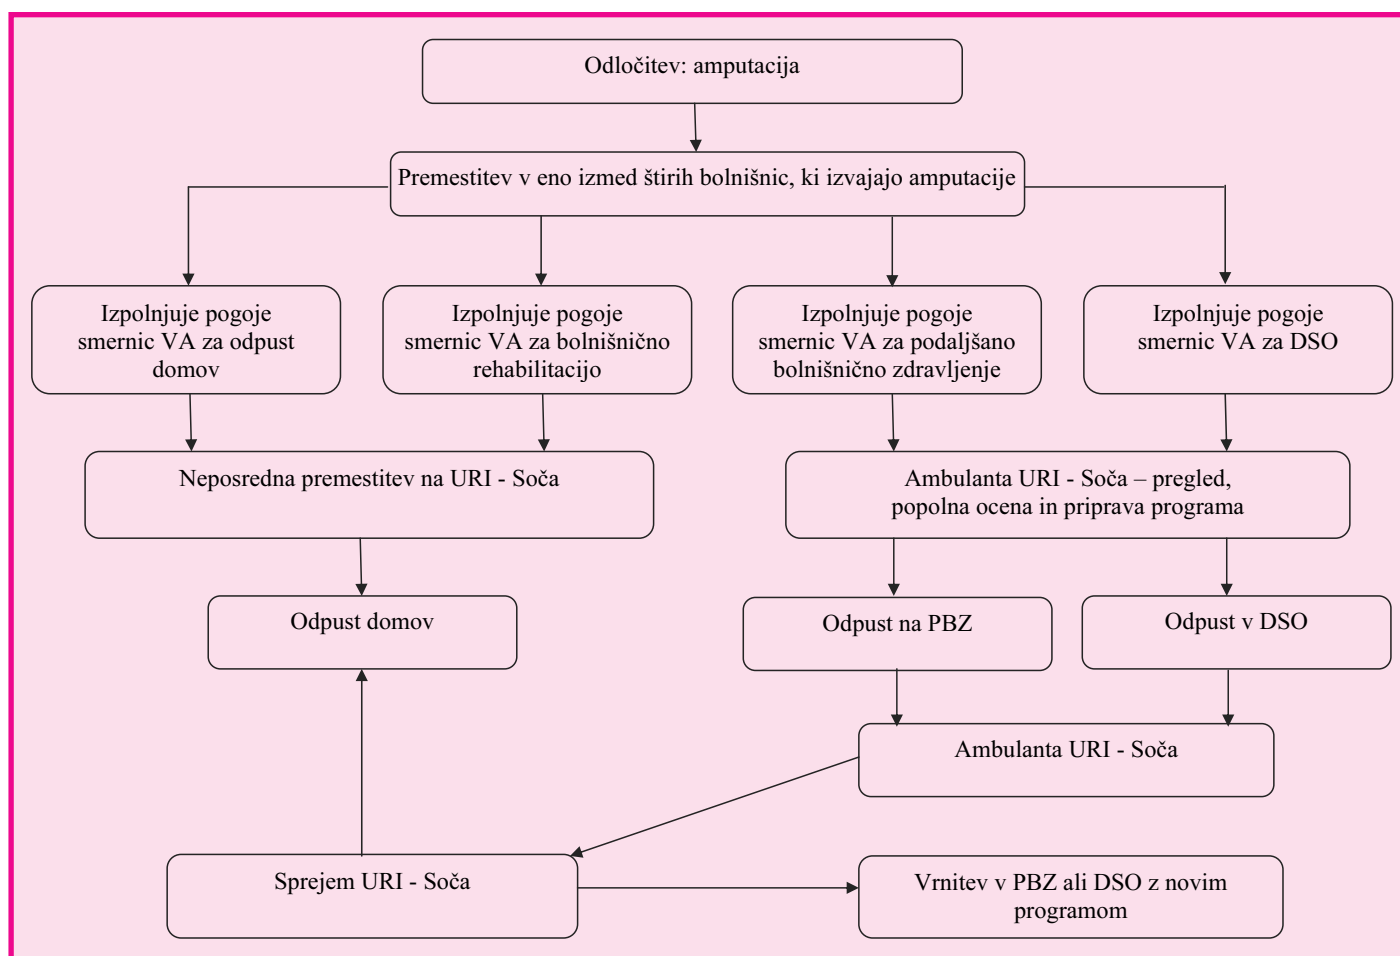 Odločitev: amputacija
Premestitev v eno izmed štirih bolnišnic, ki izvajajo amputacije
Izpolnjuje pogoje
smernic VA za odpust
domov
Izpolnjuje pogoje
smernic VA za bolnišnično
rehabilitacijo
Izpolnjuje pogoje
smernic VA za podaljšano
bolnišnično zdravljenje
Izpolnjuje pogoje
smernic VA za DSO
Neposredna premestitev na URI - Soča
Ambulanta URI - Soča – pregled,
popolna ocena in priprava programa
Odpust domov
Odpust na PBZ
Odpust v DSO
Ambulanta URI - Soča
Sprejem URI - Soča
Vrnitev v PBZ ali DSO z novim
programom